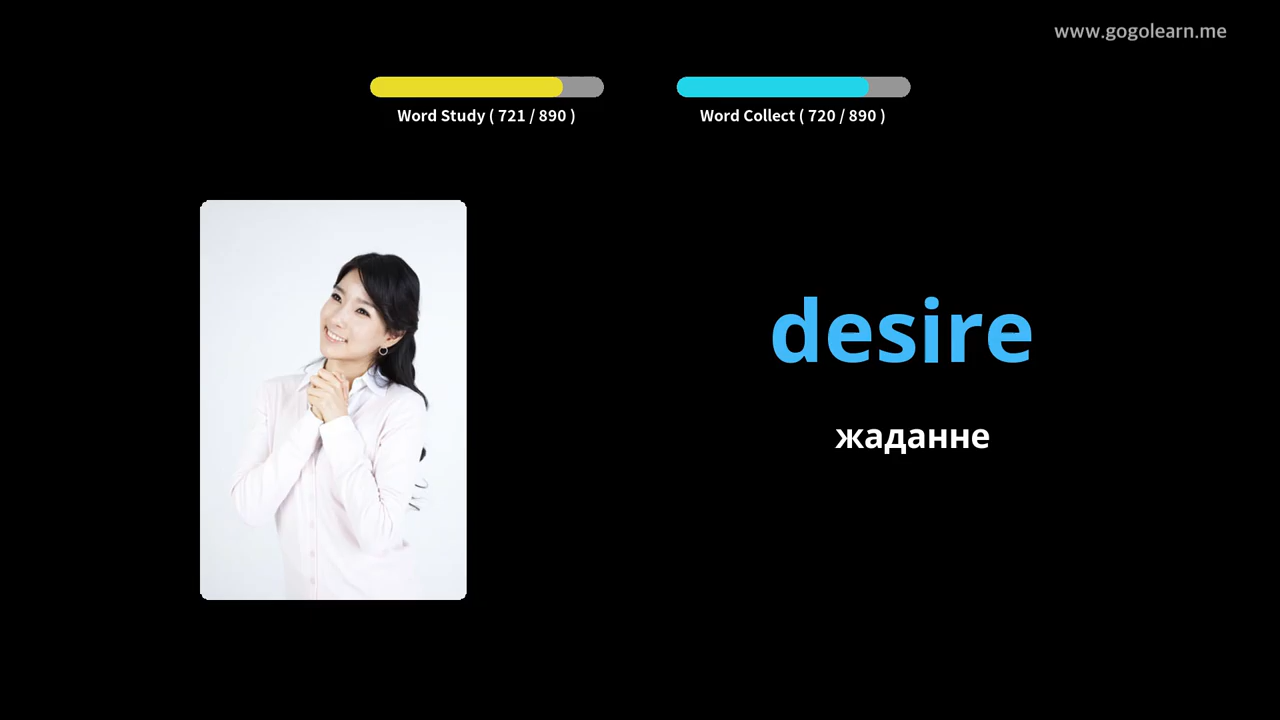 www.gogolearn.me
Word Study ( 721 / 890 )
Word Collect ( 720 / 890 )
desire
жаданне